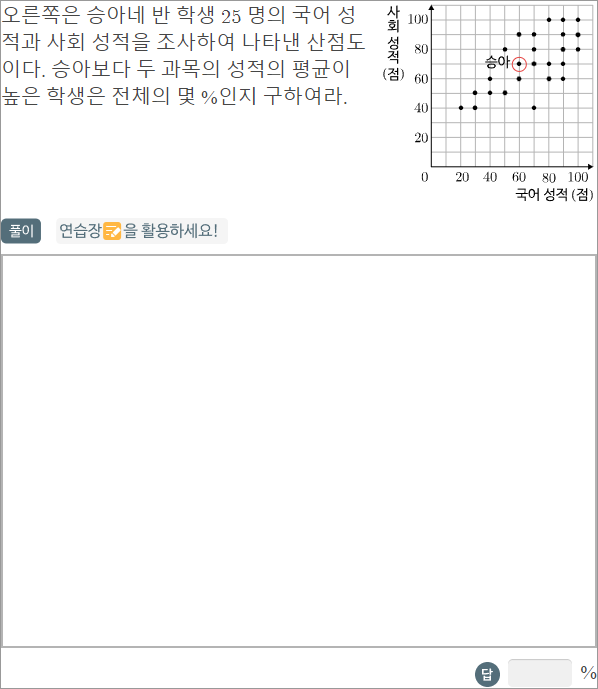 오른쪽은 승아네 반 학생 25 명의 국어 성
적과 사회 성적을 조사하여 나타낸 산점도
이다. 승아보다 두 과목의 성적의 평균이
높은 학생은 전체의 몇 %인지 구하여라.
사회 성적 (점)
100
80
승아
60
40
20
0 20 40 60 80 100
국어 성적 (점)
풀이 연습장을 활용하세요!
답 %